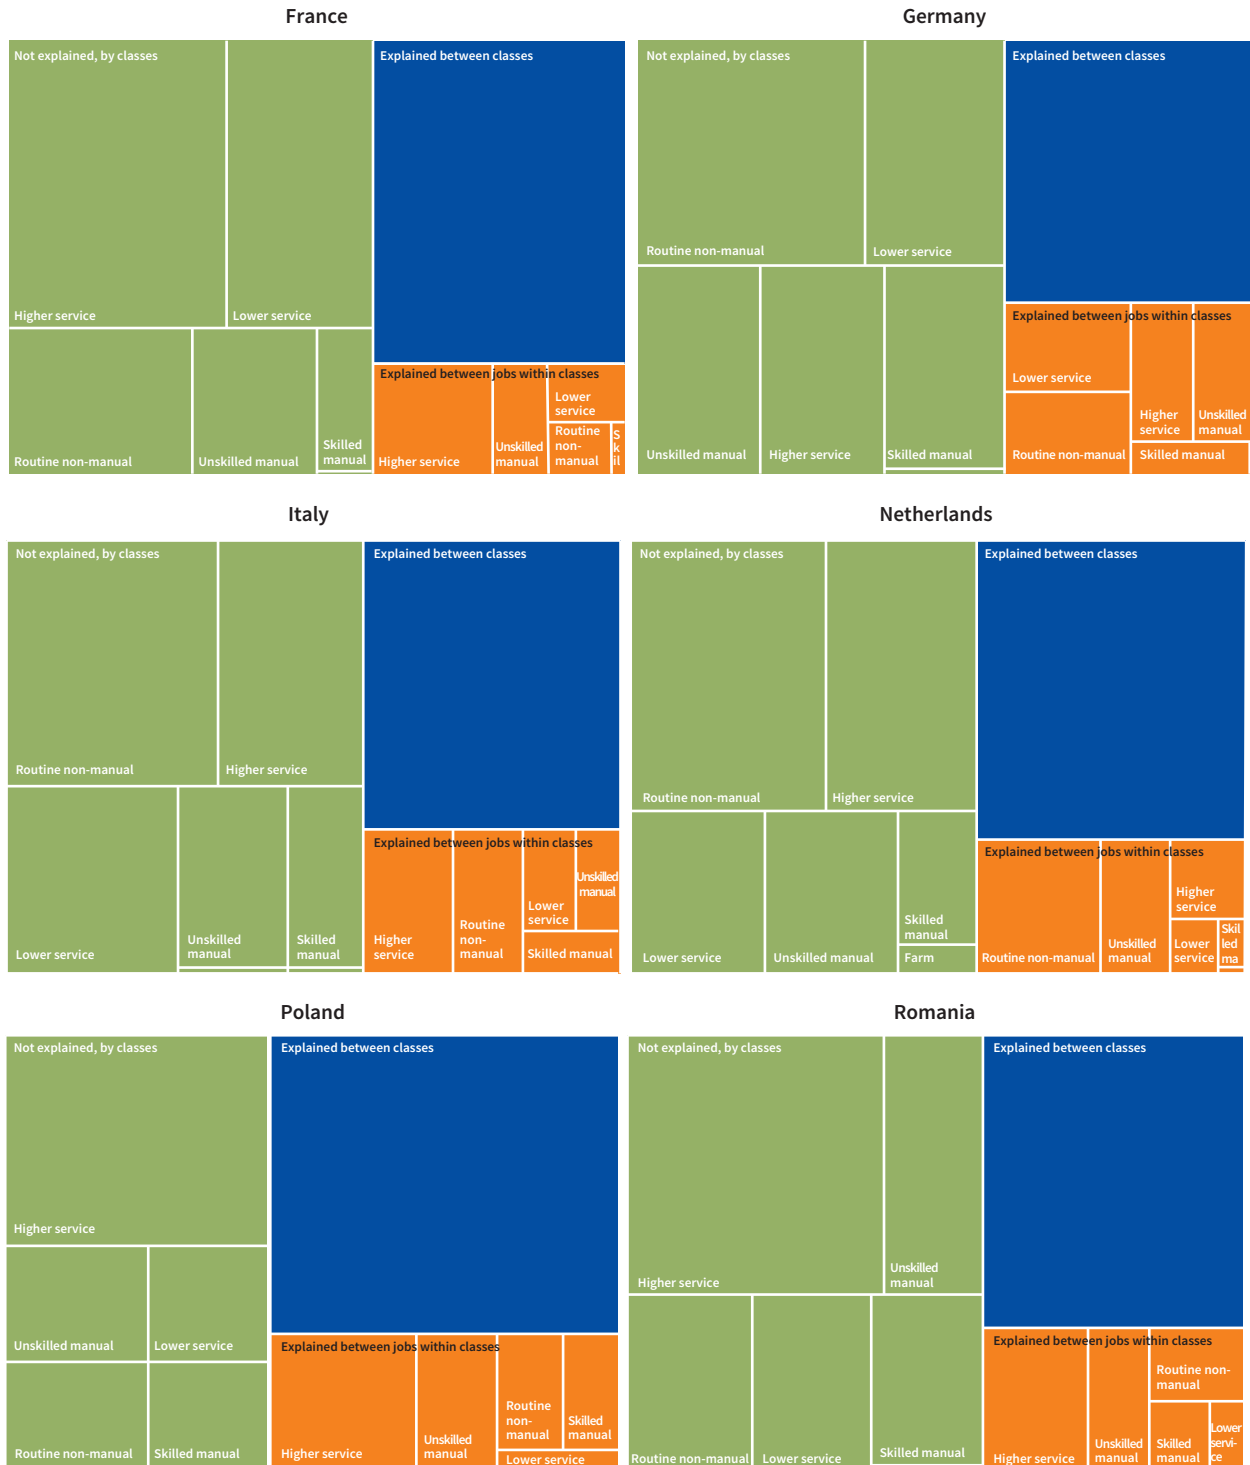 France
Not explained, by classes
Explained between classes
Higher service
Lower service
Explained between jobs within classes
Lower
service
Routine non-manual
Unskilled manual
Skilled
manual
Higher service
Unskilled
manual
Routine
non-
manual
S
k
il
Germany
Not explained, by classes
Explained between classes
Routine non-manual
Lower service
Explained between jobs within classes
Lower service
Higher
service
Unskilled
manual
Unskilled manual
Higher service
Skilled manual
Routine non-manual
Skilled manual
Italy
Not explained, by classes
Explained between classes
Routine non-manual
Higher service
Explained between jobs within classes
Unskilled
manual
Lower
service
Lower service
Unskilled
manual
Skilled
manual
Higher
service
Routine
non-
manual
Skilled manual
Netherlands
Not explained, by classes
Explained between classes
Routine non-manual
Higher service
Explained between jobs within classes
Higher
service
Skilled
manual
Lower service
Unskilled manual
Farm
Routine non-manual
Unskilled
manual
Lower
service
Skil
led
ma
Poland
Not explained, by classes
Explained between classes
Higher service
Unskilled manual
Lower service
Explained between jobs within classes
Routine
non-
manual
Skilled
manual
Routine non-manual
Skilled manual
Higher service
Unskilled
manual
Lower service
Romania
Not explained, by classes
Explained between classes
Higher service
Unskilled
manual
Explained between jobs within classes
Routine non-
manual
Routine non-manual
Lower service
Skilled manual
Higher service
Unskilled
manual
Skilled
manual
Lower
servi-
ce